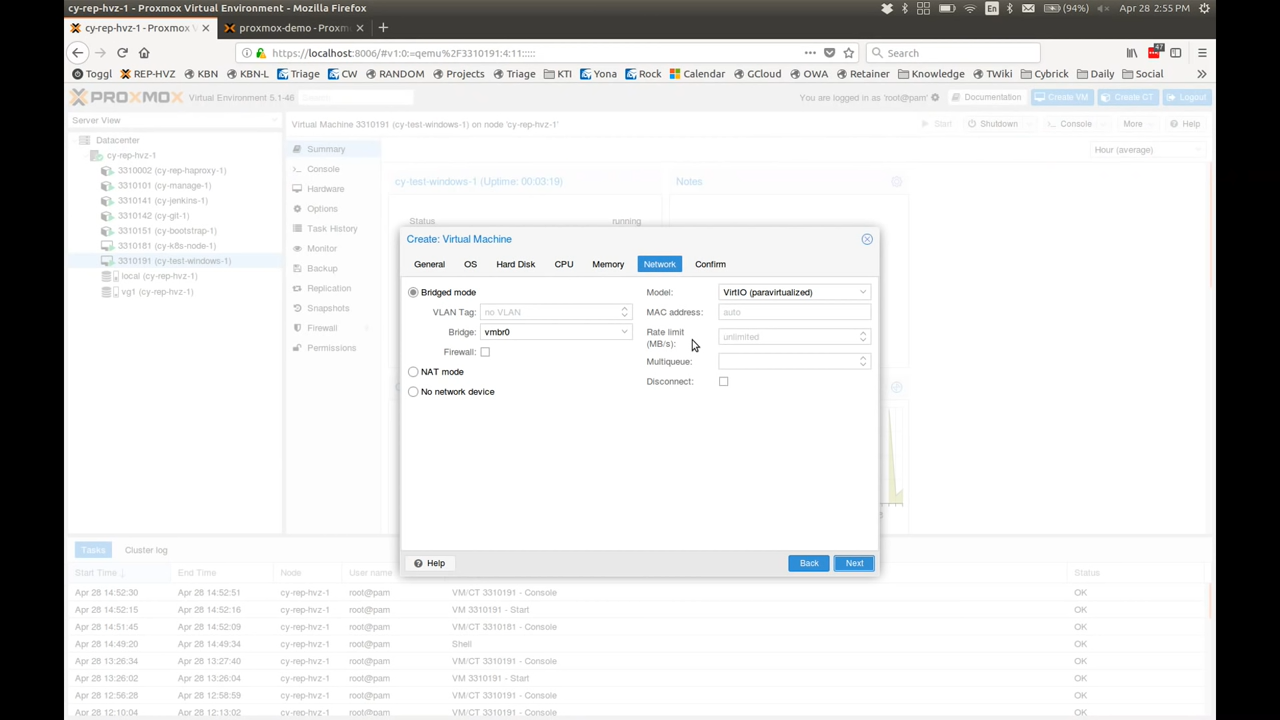 cy-rep-hvz-1 - Proxmox Virtual Environment - Mozilla Firefox
En (94%) Apr 28 2:55 PM
cy-rep-hvz-1 - Proxmox V
proxmox-demo - Proxmo
https://localhost:8006/#v1:0:=qemu%2F3310191:4:11:::::
Search
47
Toggl REP-HVZ KBN KBN-L Triage CW RANDOM Projects Triage KTI Yona Rock Calendar GCloud OWA Retainer Knowledge TWiki Cybrick Daily Social
PROXMOX Virtual Environment 5.1-46 Search You are logged in as 'root@pam' Documentation Create VM Create CT Logout
Server View
Virtual Machine 3310191 (cy-test-windows-1) on node 'cy-rep-hvz-1' Start Shutdown Console More Help
Datacenter
cy-rep-hvz-1
3310002 (cy-rep-haproxy-1)
3310101 (cy-manage-1)
3310141 (cy-jenkins-1)
3310142 (cy-git-1)
3310151 (cy-bootstrap-1)
3310181 (cy-k8s-node-1)
3310191 (cy-test-windows-1)
local (cy-rep-hvz-1)
vg1 (cy-rep-hvz-1)
Summary
Console
Hardware
Options
Task History
Monitor
Backup
Replication
Snapshots
Firewall
Permissions
Hour (average)
cy-test-windows-1 (Uptime: 00:03:19)
Notes
Status running
Create: Virtual Machine
General OS Hard Disk CPU Memory Network Confirm
Bridged mode
VLAN Tag: no VLAN
Bridge: vmbr0
Firewall:
NAT mode
No network device
Model: VirtIO (paravirtualized)
MAC address: auto
Rate limit
(MB/s): unlimited
Multiqueue:
Disconnect:
Help Back Next
Tasks Cluster log
Start Time End Time Node User name Status
Apr 28 14:52:30 Apr 28 14:52:51 cy-rep-hvz-1 root@pam VM/CT 3310191 - Console OK
Apr 28 14:52:15 Apr 28 14:52:16 cy-rep-hvz-1 root@pam VM 3310191 - Start OK
Apr 28 14:51:45 Apr 28 14:52:09 cy-rep-hvz-1 root@pam VM/CT 3310181 - Console OK
Apr 28 14:49:20 Apr 28 14:49:34 cy-rep-hvz-1 root@pam Shell OK
Apr 28 13:26:34 Apr 28 13:27:40 cy-rep-hvz-1 root@pam VM/CT 3310191 - Console OK
Apr 28 13:26:02 Apr 28 13:26:04 cy-rep-hvz-1 root@pam VM 3310191 - Start OK
Apr 28 12:56:28 Apr 28 12:58:59 cy-rep-hvz-1 root@pam VM/CT 3310191 - Console OK
Apr 28 12:10:04 Apr 28 12:13:02 cy-rep-hvz-1 root@pam VM/CT 3310191 - Console OK